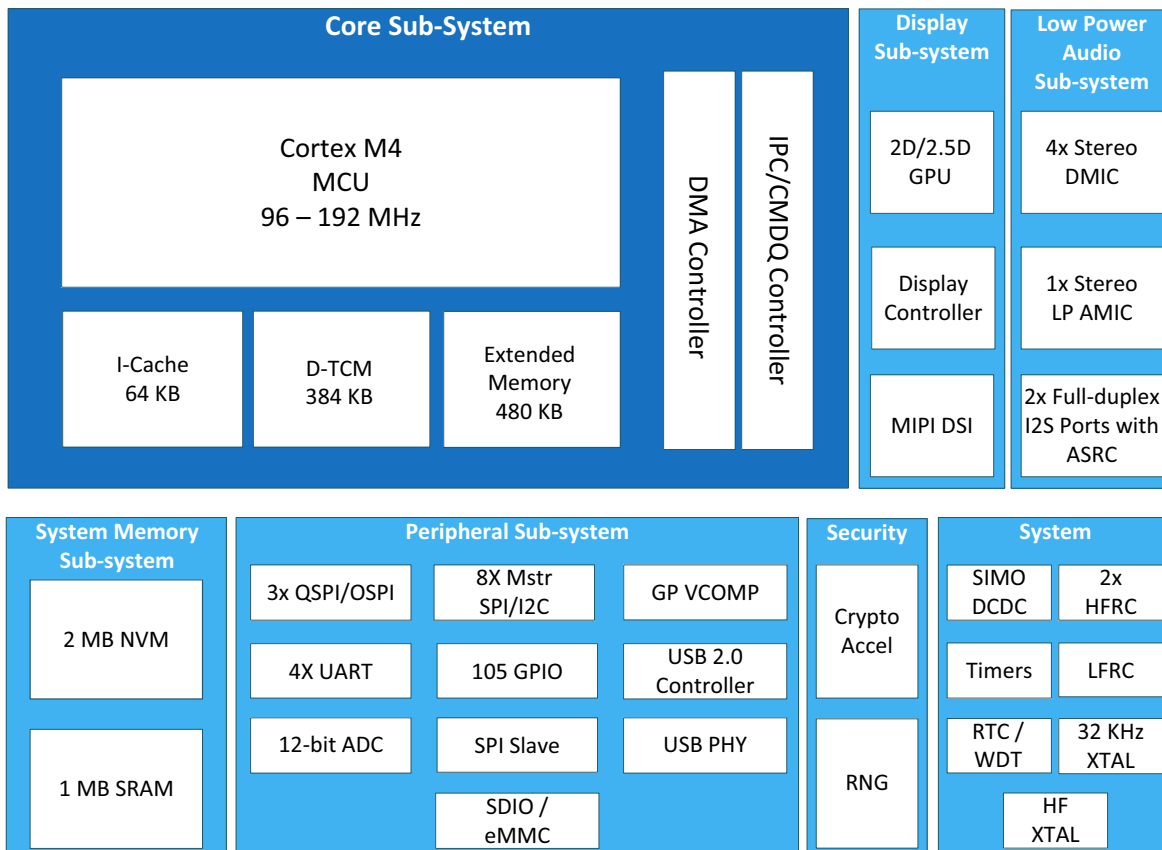 Core Sub-System
Cortex M4
MCU
96 – 192 MHz
I-Cache
64 KB
D-TCM
384 KB
Extended
Memory
480 KB
DMA Controller
IPC/CMDQ Controller
Display
Sub-system
2D/2.5D
GPU
Display
Controller
MIPI DSI
Low Power
Audio
Sub-system
4x Stereo
DMIC
1x Stereo
LP AMIC
2x Full-duplex
I2S Ports with
ASRC
System Memory
Sub-system
2 MB NVM
1 MB SRAM
Peripheral Sub-system
3x QSPI/OSPI
8X Mstr
SPI/I2C
GP VCOMP
4X UART
105 GPIO
USB 2.0
Controller
12-bit ADC
SPI Slave
USB PHY
SDIO /
eMMC
Security
Crypto
Accel
RNG
System
SIMO
DCDC
2x
HFRC
Timers
LFRC
RTC /
WDT
32 KHz
XTAL
HF
XTAL